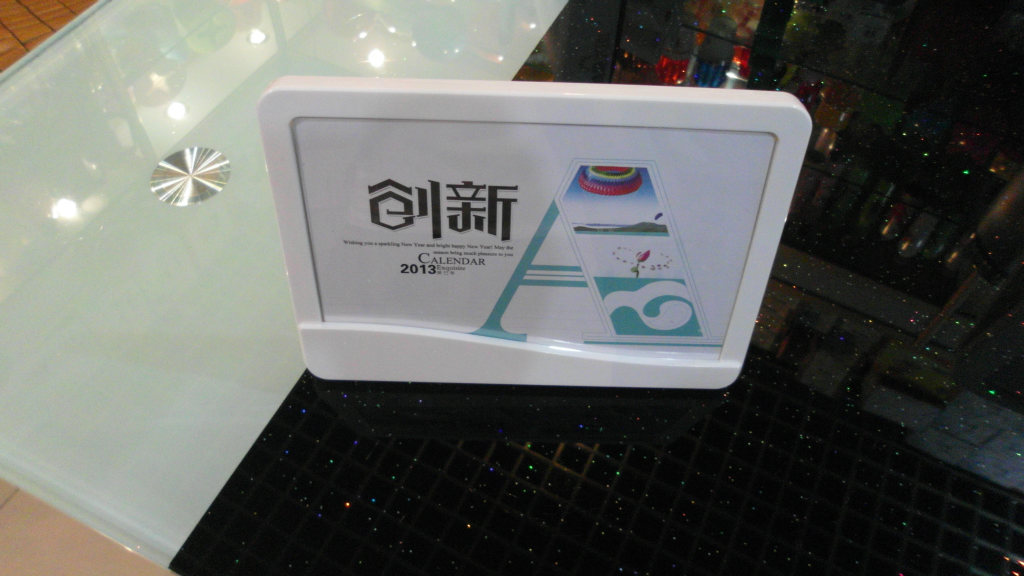 创新
Wishing you a sparkling New Year and bright happy New Year! May the
season bring much pleasure to you
CALENDAR
2013 Exquisite
A